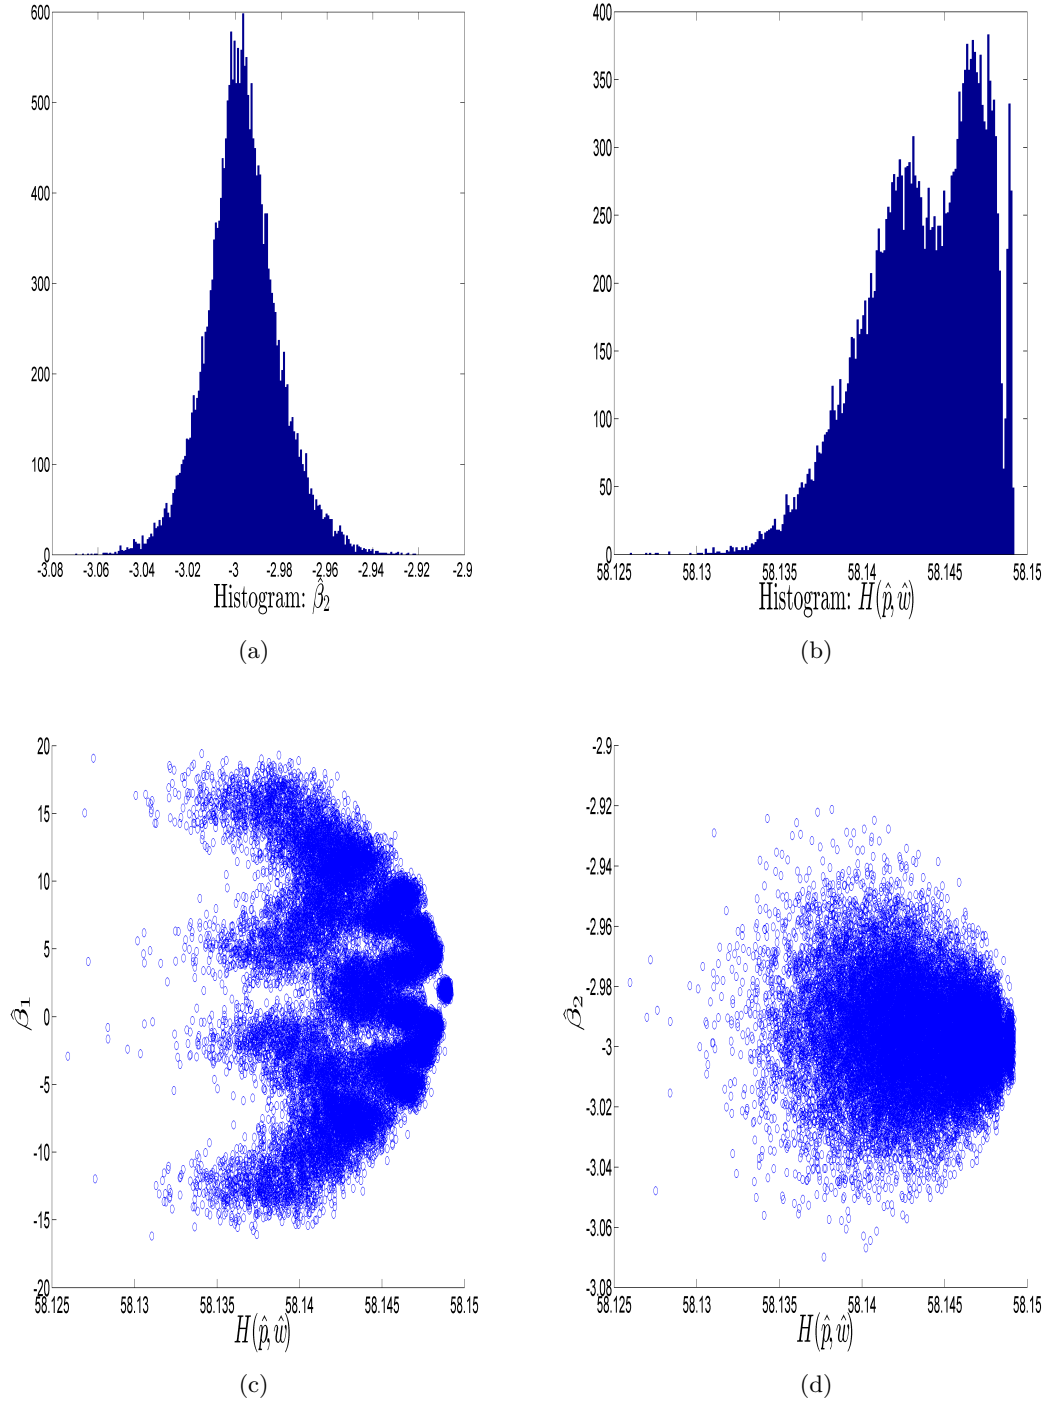 600
500
400
300
200
100
0
-3.08 -3.06 -3.04 -3.02 -3 -2.98 -2.96 -2.94 -2.92 -2.9
Histogram: β̂₂
(a)
400
350
300
250
200
150
100
50
0
58.125 58.13 58.135 58.14 58.145 58.15
Histogram: H(p̂, ŵ)
(b)
20
15
10
5
0
-5
-10
-15
-20
β̂₁
58.125 58.13 58.135 58.14 58.145 58.15
H(p̂, ŵ)
(c)
-2.9
-2.92
-2.94
-2.96
-2.98
-3
-3.02
-3.04
-3.06
-3.08
β̂₂
58.125 58.13 58.135 58.14 58.145 58.15
H(p̂, ŵ)
(d)